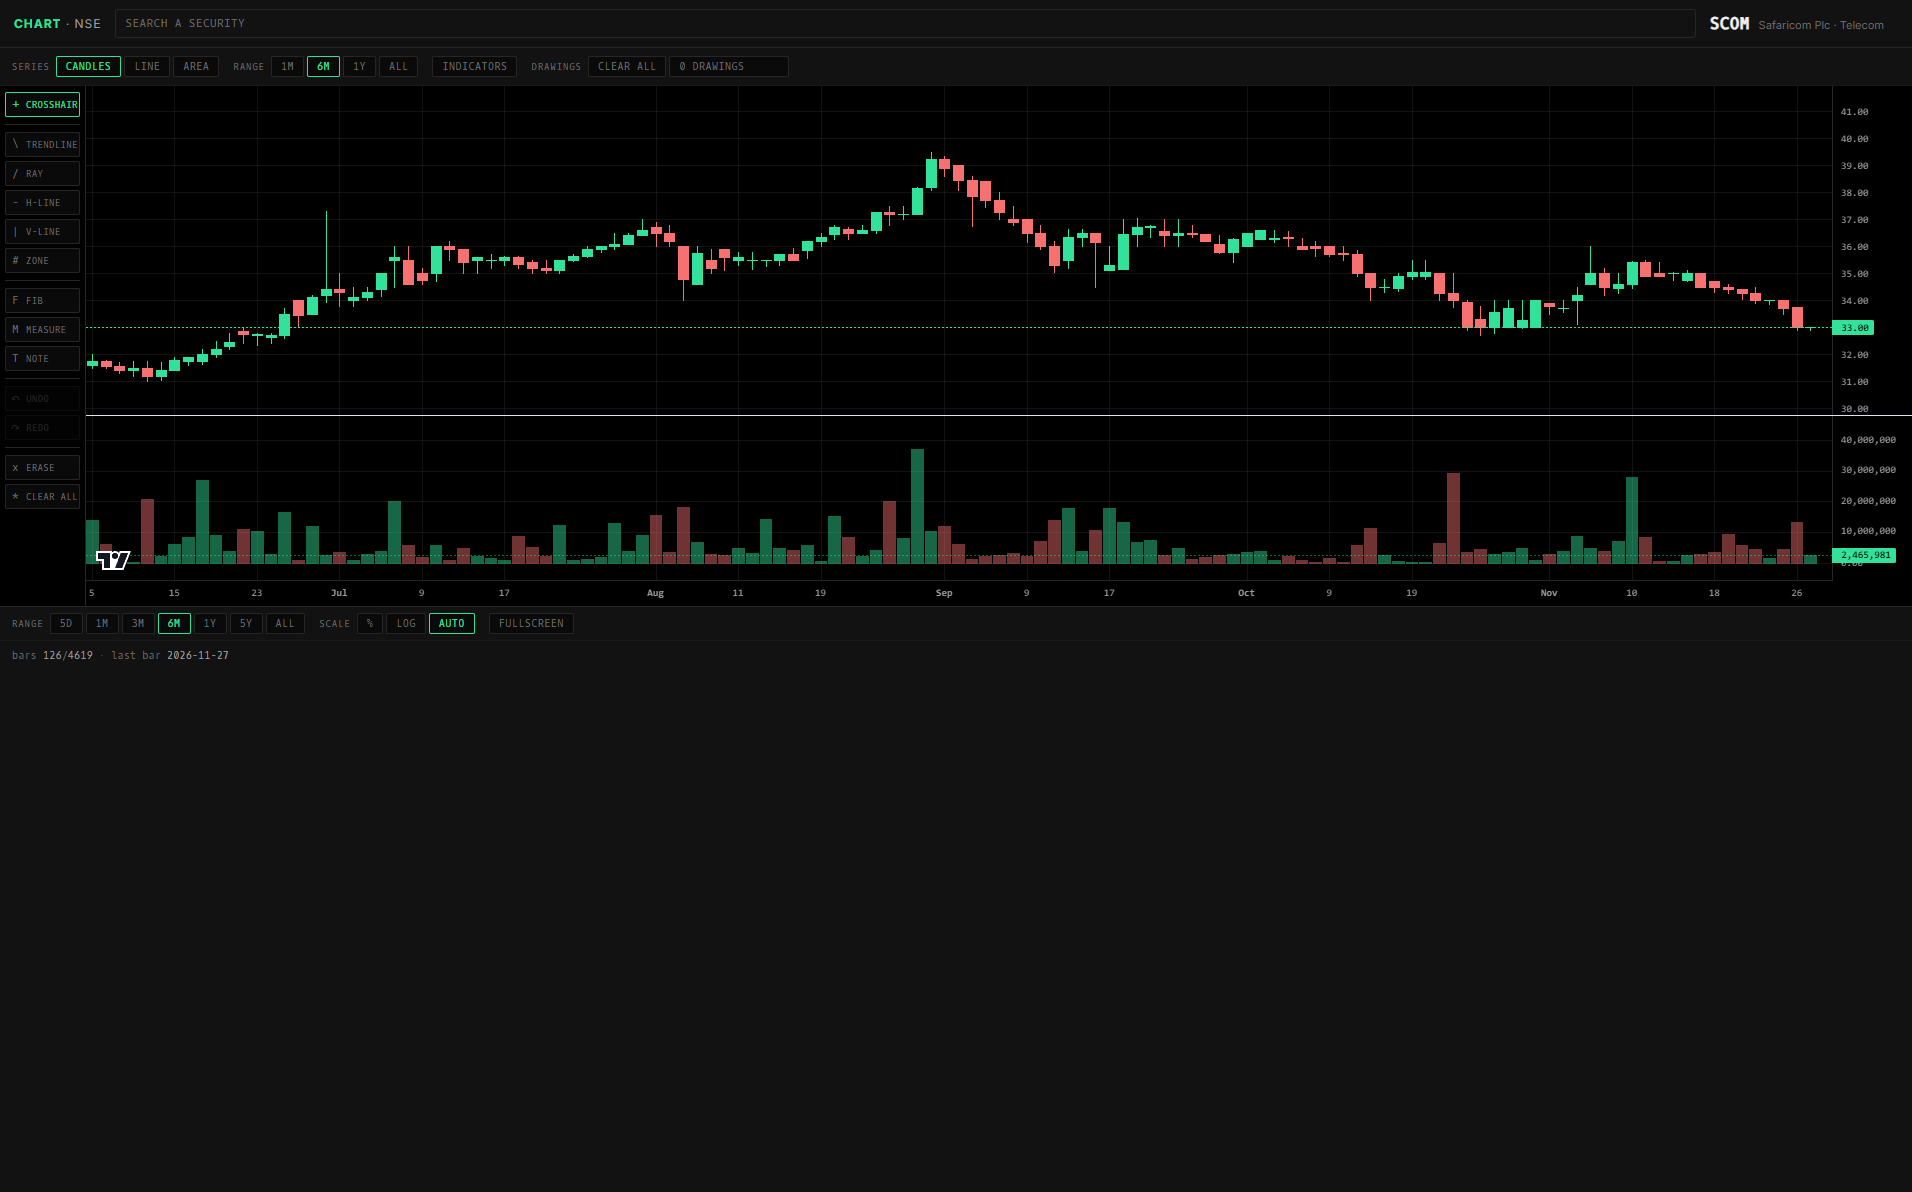 CHART · NSE SEARCH A SECURITY SCOM Safaricom Plc · Telecom
SERIES CANDLES LINE AREA RANGE 1M 6M 1Y ALL INDICATORS DRAWINGS CLEAR ALL 0 DRAWINGS
+ CROSSHAIR
\ TRENDLINE
/ RAY
- H-LINE
| V-LINE
# ZONE
F FIB
M MEASURE
T NOTE
↶ UNDO
↷ REDO
x ERASE
* CLEAR ALL
41.00
40.00
39.00
38.00
37.00
36.00
35.00
34.00
33.00
32.00
31.00
30.00
40,000,000
30,000,000
20,000,000
10,000,000
2,465,981
5 15 23 Jul 9 17 Aug 11 19 Sep 9 17 Oct 9 19 Nov 10 18 26
RANGE 5D 1M 3M 6M 1Y 5Y ALL SCALE % LOG AUTO FULLSCREEN
bars 126/4619 · last bar 2026-11-27